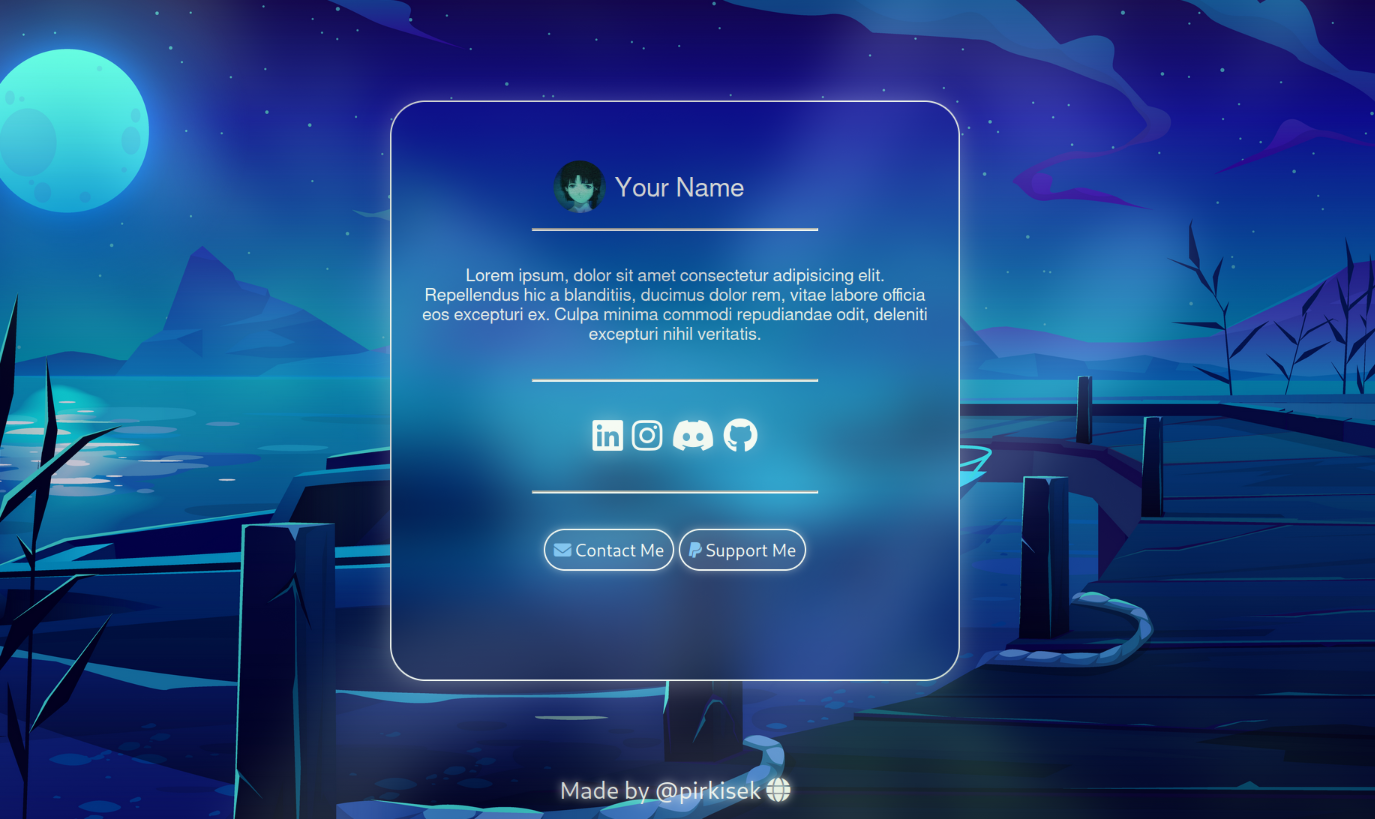 Your Name
Lorem ipsum, dolor sit amet consectetur adipisicing elit.
Repellendus hic a blanditiis, ducimus dolor rem, vitae labore officia
eos excepturi ex. Culpa minima commodi repudiandae odit, deleniti
excepturi nihil veritatis.
Contact Me Support Me
Made by @pirkisek